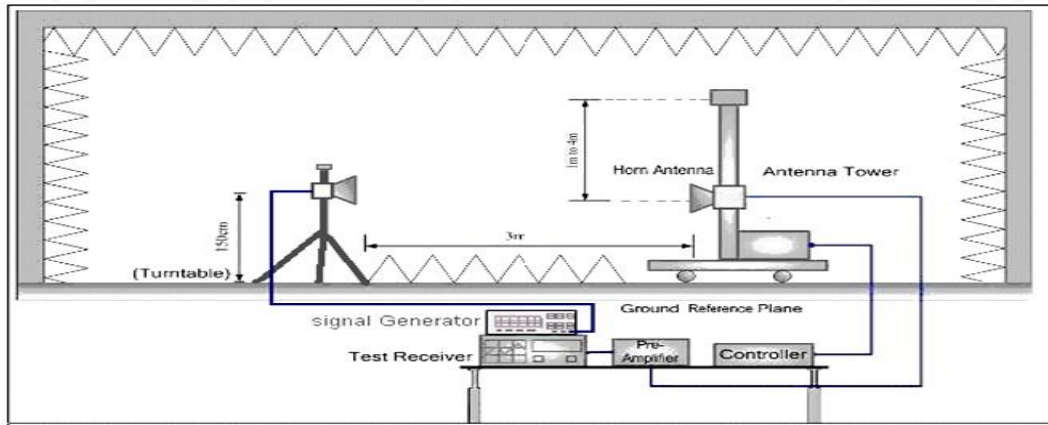 1m to 4m
Horn Antenna
Antenna Tower
150cm
3m
(Turntable)
Ground Reference Plane
signal Generator
Test Receiver
Pre-
Amplifier
Controller